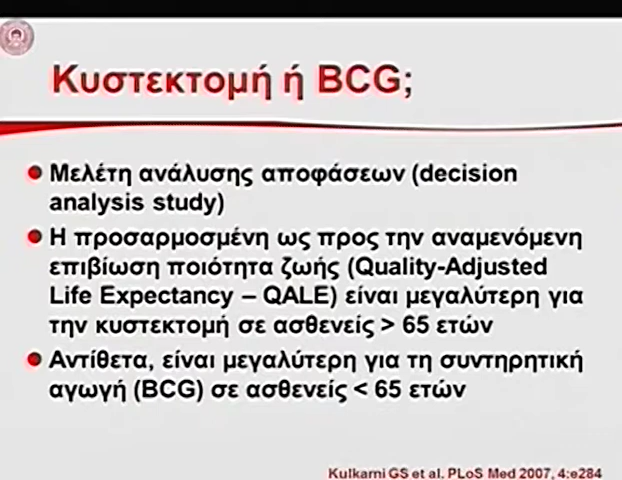 Κυστεκτομή ή BCG;
Μελέτη ανάλυσης αποφάσεων (decision
analysis study)
Η προσαρμοσμένη ως προς την αναμενόμενη
επιβίωση ποιότητα ζωής (Quality-Adjusted
Life Expectancy – QALE) είναι μεγαλύτερη για
την κυστεκτομή σε ασθενείς > 65 ετών
Αντίθετα, είναι μεγαλύτερη για τη συντηρητική
αγωγή (BCG) σε ασθενείς < 65 ετών
Kulkarni GS et al. PLoS Med 2007, 4:e284